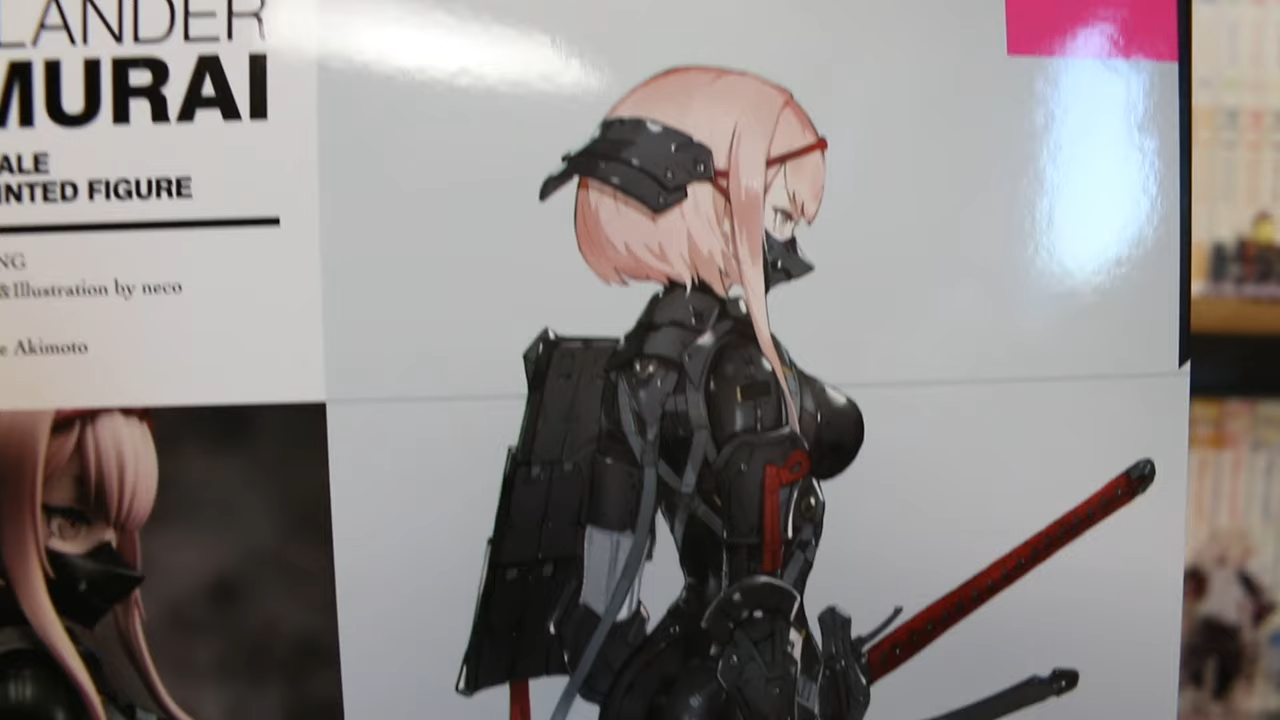 LANDER
MURAI
ALE
INTED FIGURE
NG
&Illustration by neco
e Akimoto